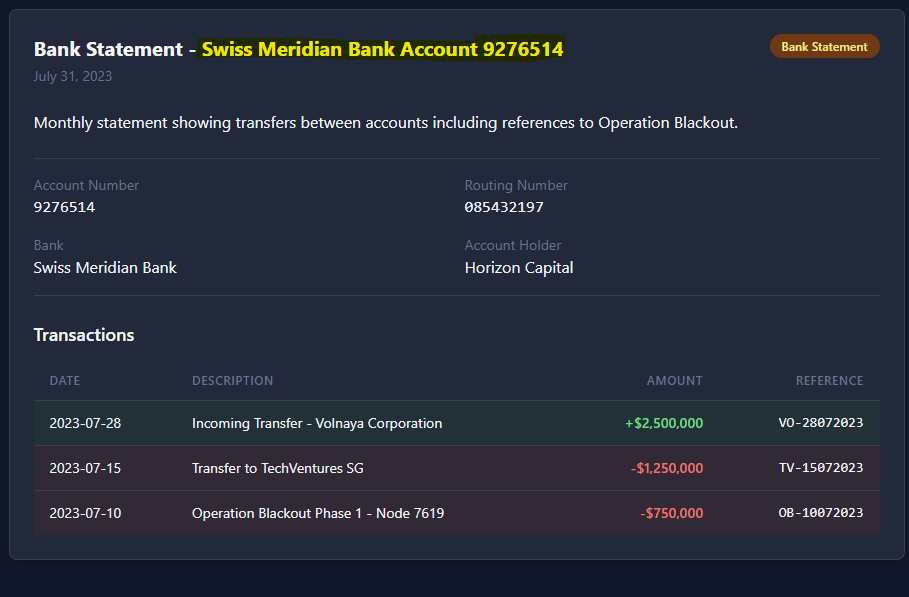 Bank Statement - Swiss Meridian Bank Account 9276514
Bank Statement
July 31, 2023
Monthly statement showing transfers between accounts including references to Operation Blackout.
Account Number
9276514
Routing Number
085432197
Bank
Swiss Meridian Bank
Account Holder
Horizon Capital
Transactions
DATE DESCRIPTION AMOUNT REFERENCE
2023-07-28 Incoming Transfer - Volnaya Corporation +$2,500,000 VO-28072023
2023-07-15 Transfer to TechVentures SG -$1,250,000 TV-15072023
2023-07-10 Operation Blackout Phase 1 - Node 7619 -$750,000 OB-10072023